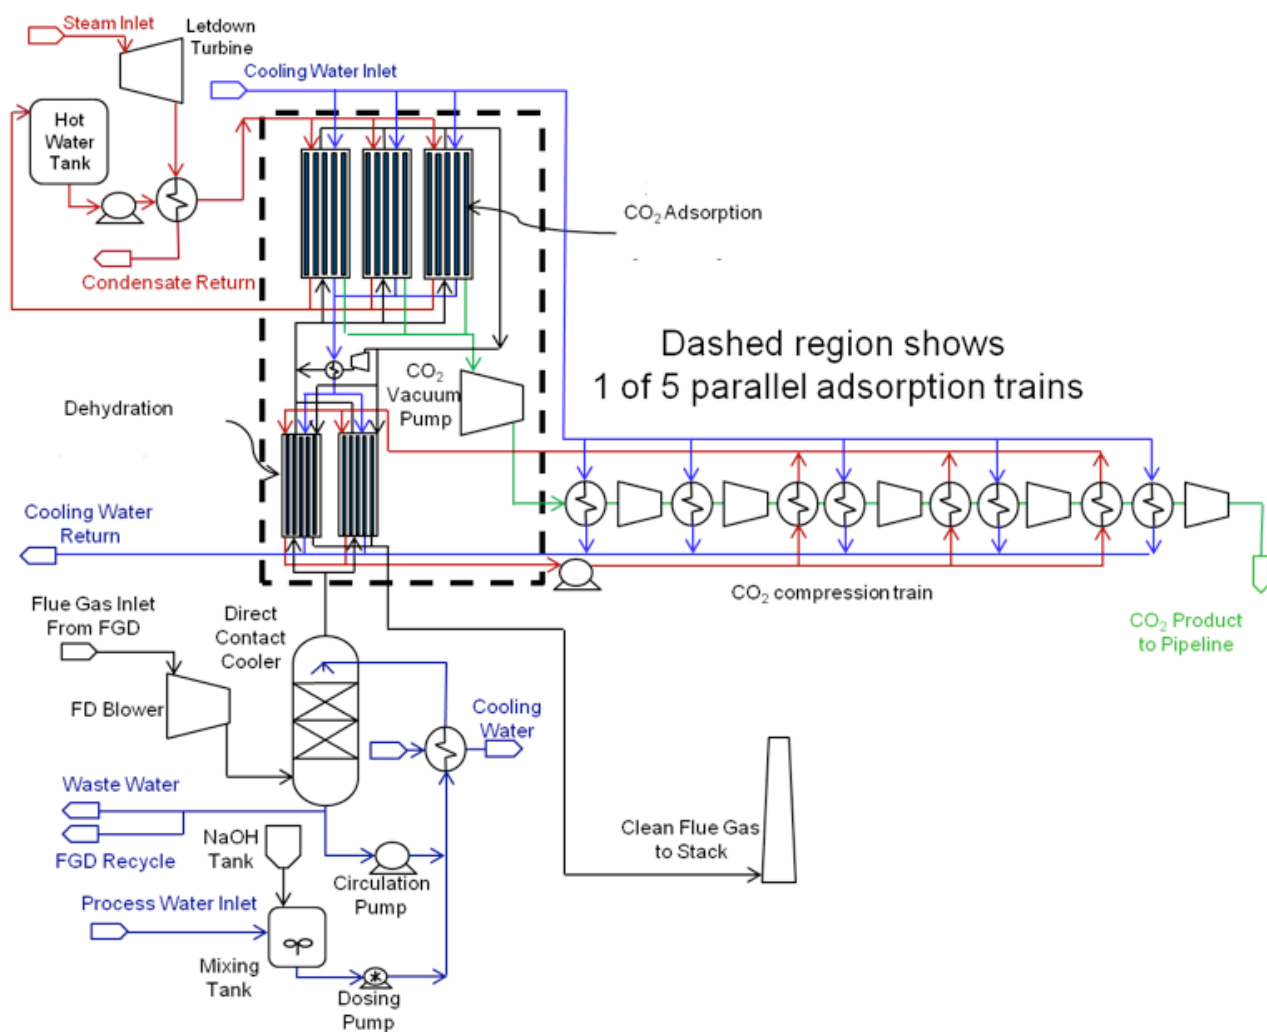 Steam Inlet
Letdown
Turbine
Cooling Water Inlet
Hot
Water
Tank
CO₂ Adsorption
Condensate Return
Dashed region shows
1 of 5 parallel adsorption trains
CO₂
Vacuum
Pump
Dehydration
Cooling Water
Return
CO₂ compression train
Flue Gas Inlet
From FGD
Direct
Contact
Cooler
CO₂ Product
to Pipeline
FD Blower
Cooling
Water
Waste Water
NaOH
Tank
FGD Recycle
Clean Flue Gas
to Stack
Circulation
Pump
Process Water Inlet
Mixing
Tank
Dosing
Pump